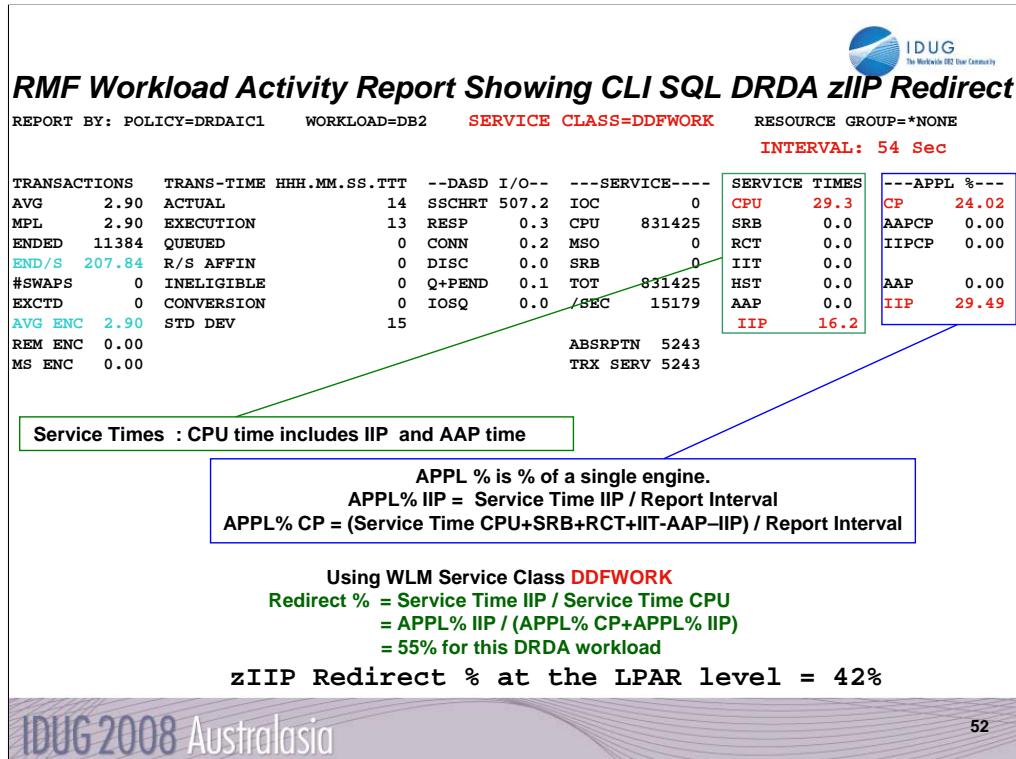 IDUG
The Worldwide DB2 User Community
RMF Workload Activity Report Showing CLI SQL DRDA zIIP Redirect
REPORT BY: POLICY=DRDAIC1 WORKLOAD=DB2 SERVICE CLASS=DDFWORK RESOURCE GROUP=*NONE
INTERVAL: 54 Sec
TRANSACTIONS TRANS-TIME HHH.MM.SS.TTT --DASD I/O-- ---SERVICE---- SERVICE TIMES ---APPL %---
AVG 2.90 ACTUAL 14 SSCHRT 507.2 IOC 0 CPU 29.3 CP 24.02
MPL 2.90 EXECUTION 13 RESP 0.3 CPU 831425 SRB 0.0 AAPCP 0.00
ENDED 11384 QUEUED 0 CONN 0.2 MSO 0 RCT 0.0 IIPCP 0.00
END/S 207.84 R/S AFFIN 0 DISC 0.0 SRB 0 IIT 0.0
#SWAPS 0 INELIGIBLE 0 Q+PEND 0.1 TOT 831425 HST 0.0 AAP 0.00
EXCTD 0 CONVERSION 0 IOSQ 0.0 /SEC 15179 AAP 0.0 IIP 29.49
AVG ENC 2.90 STD DEV 15 IIP 16.2
REM ENC 0.00 ABSRPTN 5243
MS ENC 0.00 TRX SERV 5243
Service Times : CPU time includes IIP and AAP time
APPL % is % of a single engine.
APPL% IIP = Service Time IIP / Report Interval
APPL% CP = (Service Time CPU+SRB+RCT+IIT-AAP–IIP) / Report Interval
Using WLM Service Class DDFWORK
Redirect % = Service Time IIP / Service Time CPU
= APPL% IIP / (APPL% CP+APPL% IIP)
= 55% for this DRDA workload
zIIP Redirect % at the LPAR level = 42%
IDUG 2008 Australasia
52